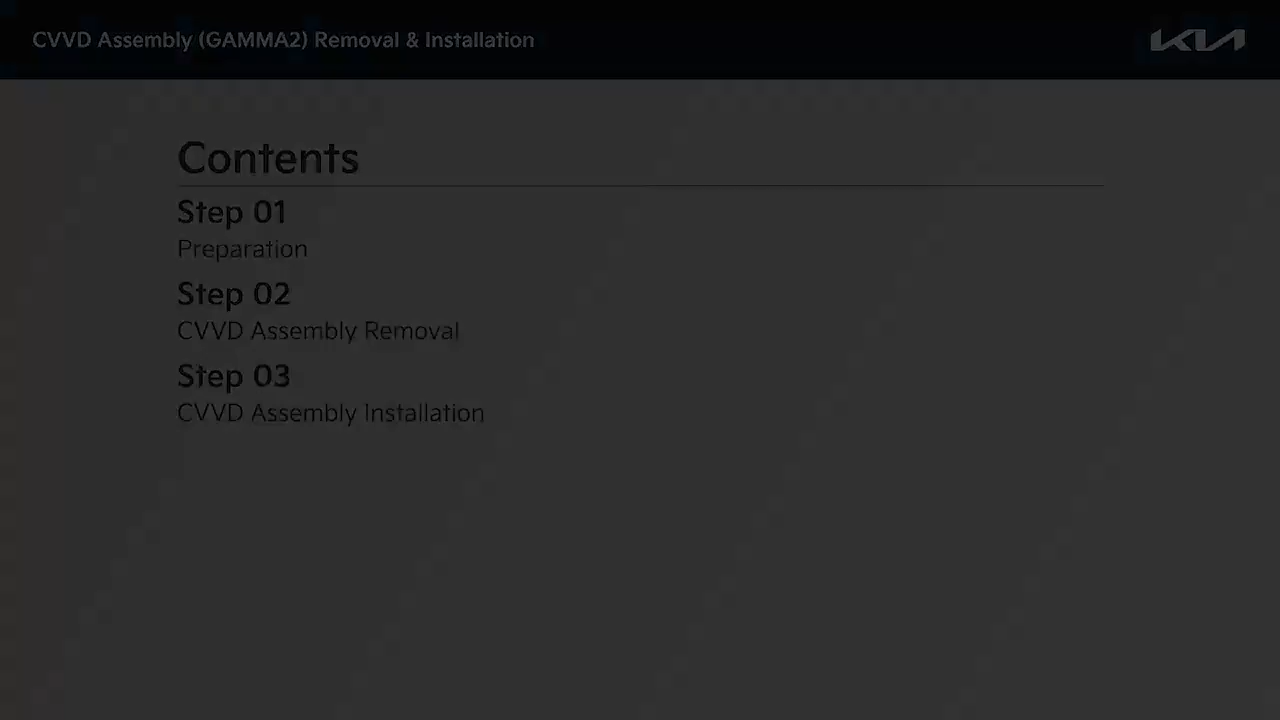 CVVD Assembly (GAMMA2) Removal & Installation
KIA
Contents
Step 01
Preparation
Step 02
CVVD Assembly Removal
Step 03
CVVD Assembly Installation